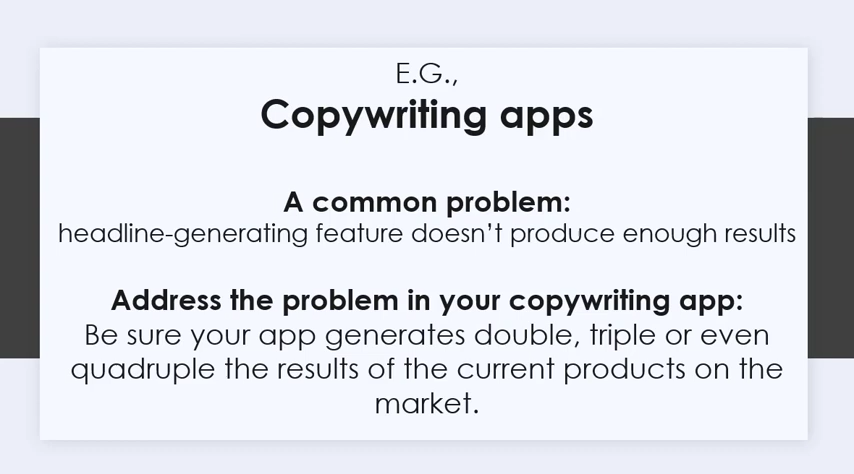 E.G.,
Copywriting apps
A common problem:
headline-generating feature doesn’t produce enough results
Address the problem in your copywriting app:
Be sure your app generates double, triple or even
quadruple the results of the current products on the
market.